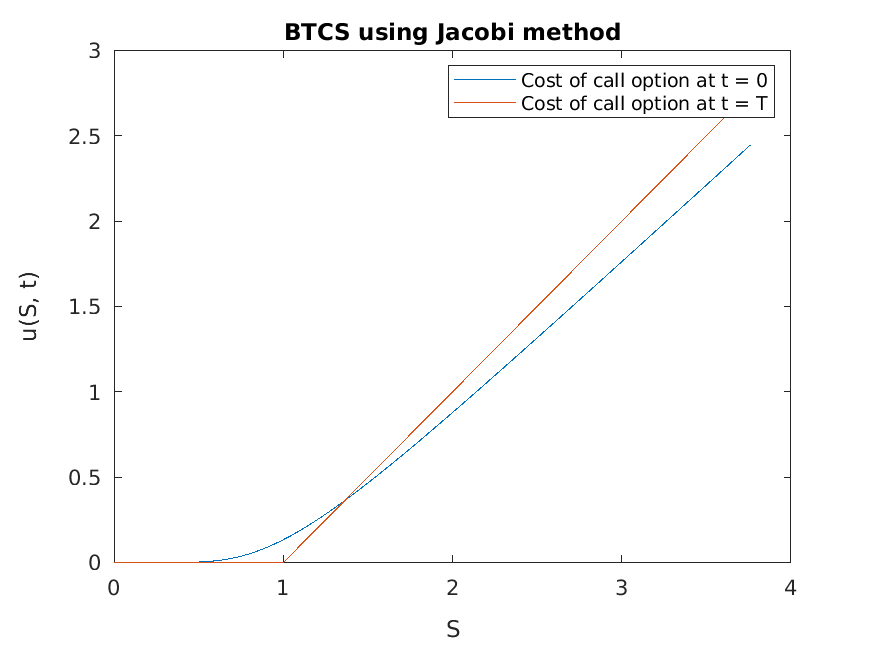 BTCS using Jacobi method
Cost of call option at t = 0
Cost of call option at t = T
3
2.5
2
1.5
1
0.5
0
u(S, t)
0 1 2 3 4
S